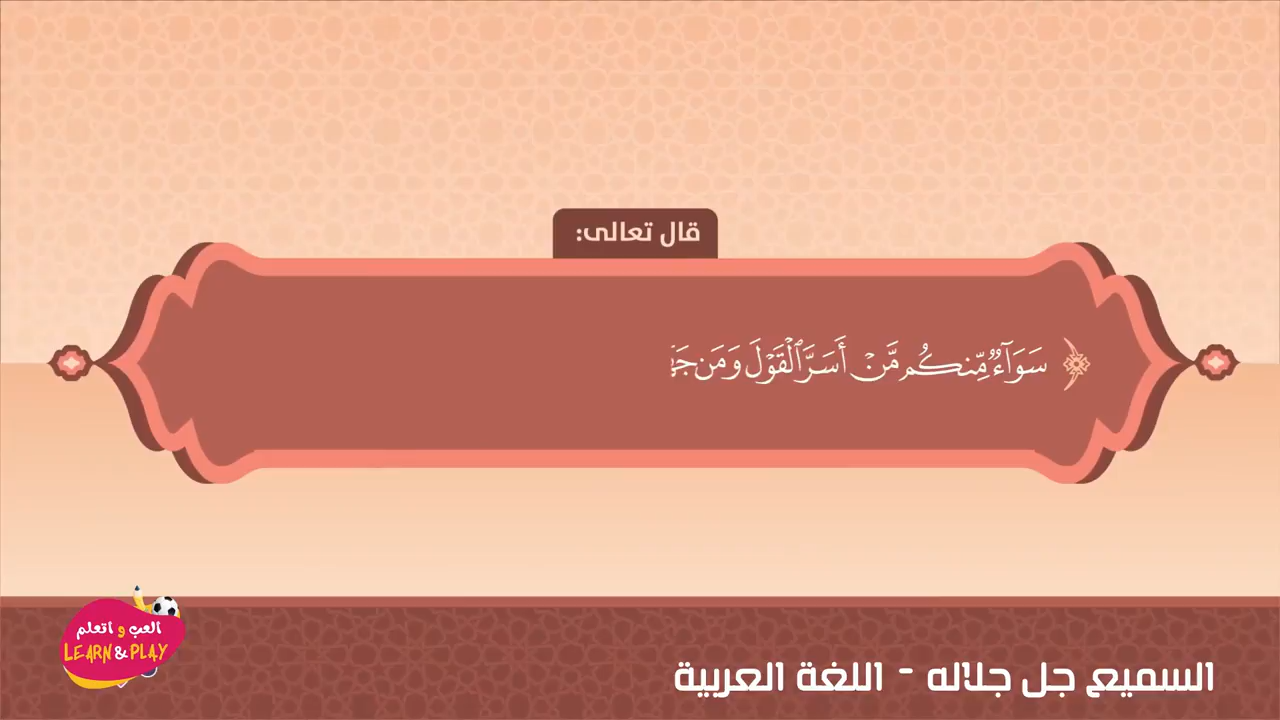 قال تعالى:
﴿ سَوَآءٌ مِّنكُم مَّنْ أَسَرَّ ٱلْقَوْلَ وَمَن
السميع جل جلاله - اللغة العربية
العب و اتعلم
LEARN & PLAY